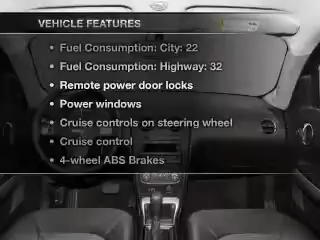 VEHICLE FEATURES
• Fuel Consumption: City: 22
• Fuel Consumption: Highway: 32
• Remote power door locks
• Power windows
• Cruise controls on steering wheel
• Cruise control
• 4-wheel ABS Brakes